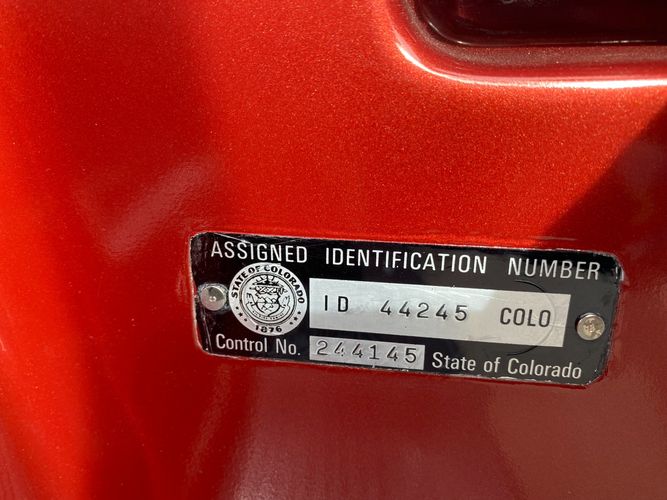 ASSIGNED IDENTIFICATION NUMBER
STATE OF COLORADO
1876
ID 44245 COLO
Control No. 244145 State of Colorado